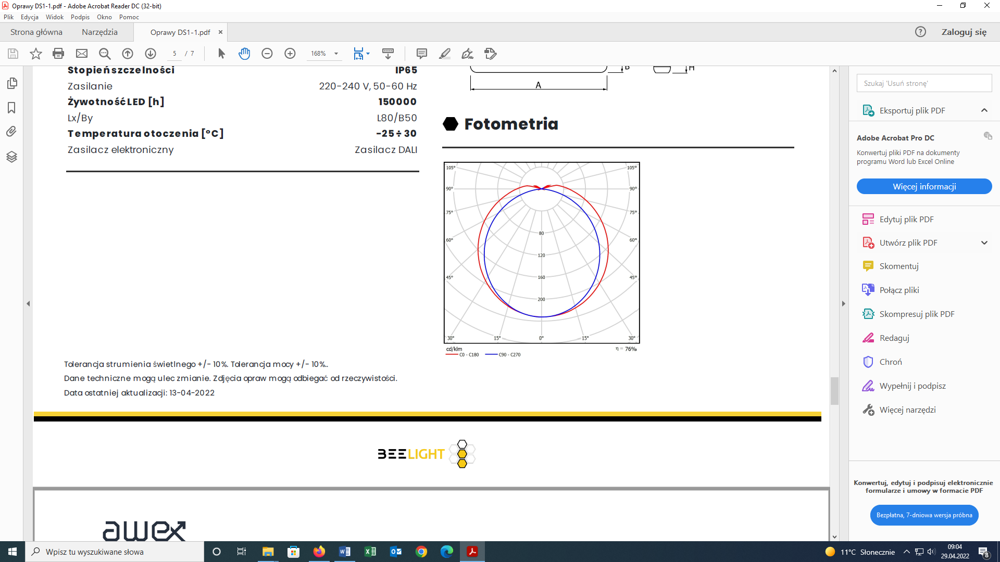 Oprawy DS1-1.pdf - Adobe Acrobat Reader DC (32-bit)
Plik Edycja Widok Podpis Okno Pomoc
Strona główna Narzędzia Oprawy DS1-1.pdf × Zaloguj się
5 / 7 168%
Stopień szczelności IP65
Zasilanie 220-240 V, 50-60 Hz
Żywotność LED [h] 150000
Lx/By L80/B50
Temperatura otoczenia [°C] -25 ÷ 30
Zasilacz elektroniczny Zasilacz DALI
B H
A
Fotometria
105° 105°
90° 90°
75° 75°
80
60° 60°
120
45° 160 45°
200
30° 15° 0° 15° 30°
cd/klm η = 76%
C0 - C180 C90 - C270
Tolerancja strumienia świetlnego +/- 10%. Tolerancja mocy +/- 10%..
Dane techniczne mogą ulec zmianie. Zdjęcia opraw mogą odbiegać od rzeczywistości.
Data ostatniej aktualizacji: 13-04-2022
BEELIGHT
awex
Szukaj 'Usuń stronę'
Eksportuj plik PDF
Adobe Acrobat Pro DC
Konwertuj pliki PDF na dokumenty
programu Word lub Excel Online
Więcej informacji
Edytuj plik PDF
Utwórz plik PDF
Skomentuj
Połącz pliki
Skompresuj plik PDF
Redaguj
Chroń
Wypełnij i podpisz
Więcej narzędzi
Konwertuj, edytuj i podpisuj elektronicznie
formularze i umowy w formacie PDF
Bezpłatna, 7-dniowa wersja próbna
Wpisz tu wyszukiwane słowa
11°C Słonecznie
09:04
29.04.2022
8